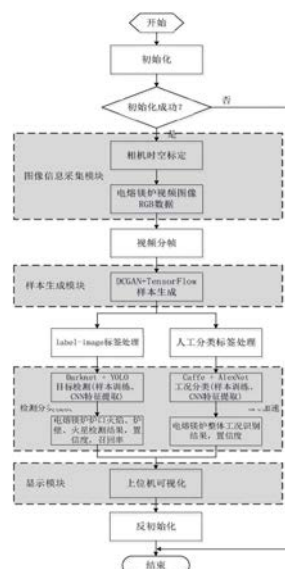 开始
初始化
初始化成功?
否
是
相机时空标定
图像信息采集模块
电熔镁炉视频图像
RGB数据
视频分帧
样本生成模块
DCGAN+TensorFlow
样本生成
label-image标签处理
人工分类标签处理
Darknet + YOLO
目标检测(样本训练、
CNN特征提取)
Caffe + AlexNet
工况分类(样本训练、
CNN特征提取)
检测分
加速
电熔镁炉炉口火焰、炉
壁、火星检测结果,置
信度,召回率
电熔镁炉整体工况识别
结果,置信度
显示模块
上位机可视化
反初始化
结束